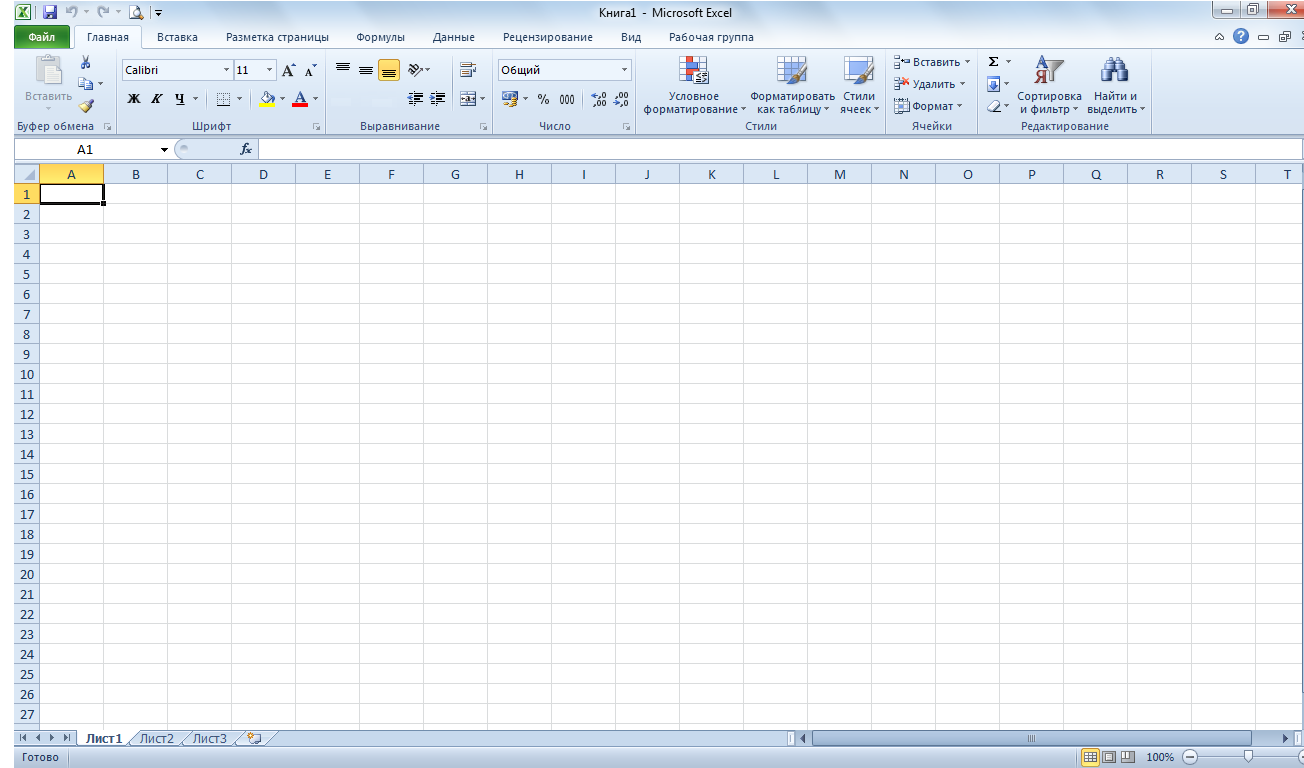 Книга1 - Microsoft Excel
Файл Главная Вставка Разметка страницы Формулы Данные Рецензирование Вид Рабочая группа
Вставить
Буфер обмена
Calibri 11
Ж К Ч A
Шрифт
Выравнивание
Общий
% 000
Число
Условное форматирование
Форматировать как таблицу
Стили ячеек
Стили
Вставить
Удалить
Формат
Ячейки
Σ
Сортировка и фильтр
Найти и выделить
Редактирование
A1 fx
A B C D E F G H I J K L M N O P Q R S T
1
2
3
4
5
6
7
8
9
10
11
12
13
14
15
16
17
18
19
20
21
22
23
24
25
26
27
Лист1 Лист2 Лист3
Готово 100%